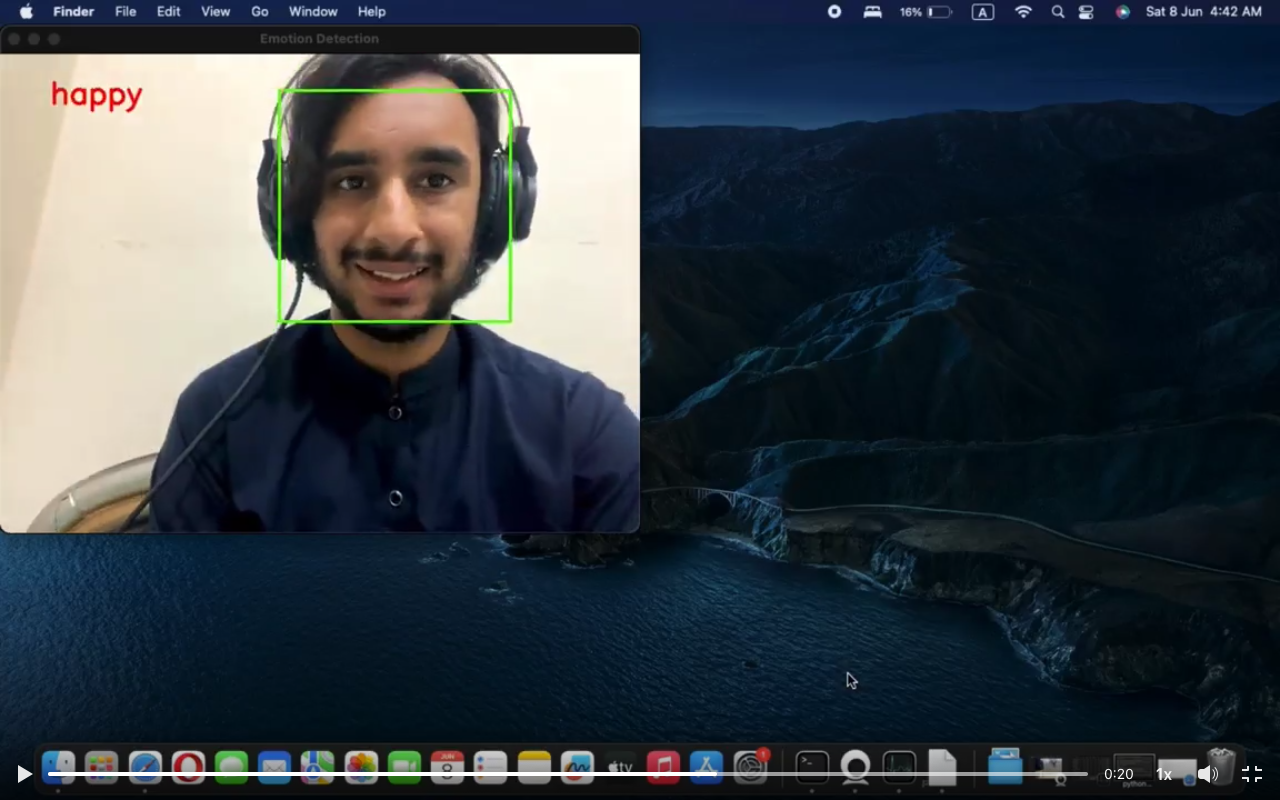 Finder File Edit View Go Window Help 16% A Sat 8 Jun 4:42 AM
Emotion Detection
happy
JUN
8
tv
1
python...
0:20 1x